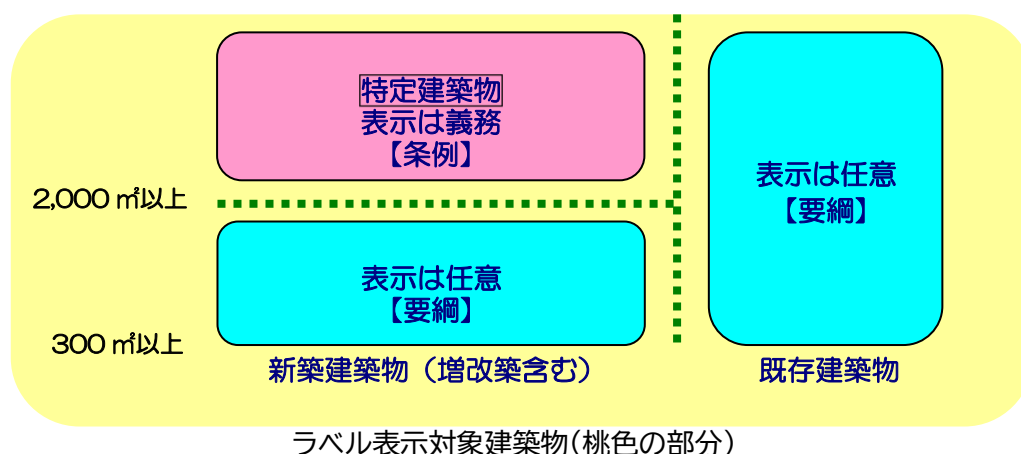 特定建築物
表示は義務
【条例】
2,000 ㎡以上
表示は任意
【要綱】
300 ㎡以上
新築建築物（増改築含む）
表示は任意
【要綱】
既存建築物
ラベル表示対象建築物（桃色の部分）